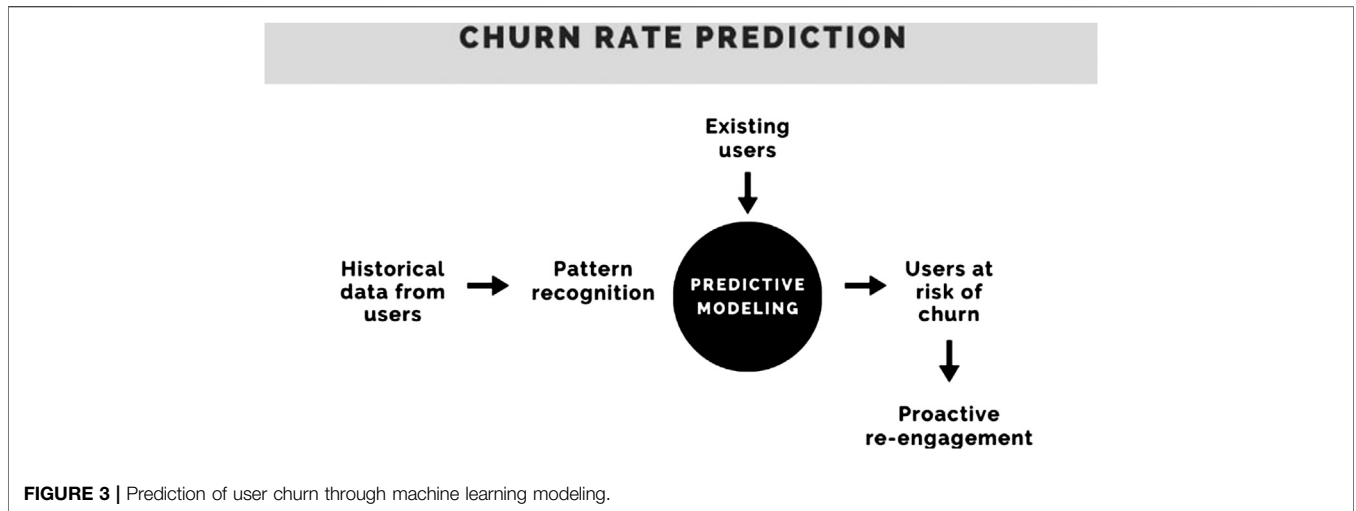 CHURN RATE PREDICTION
Existing
users
Historical
data from
users
Pattern
recognition
PREDICTIVE
MODELING
Users at
risk of
churn
Proactive
re-engagement
FIGURE 3 | Prediction of user churn through machine learning modeling.